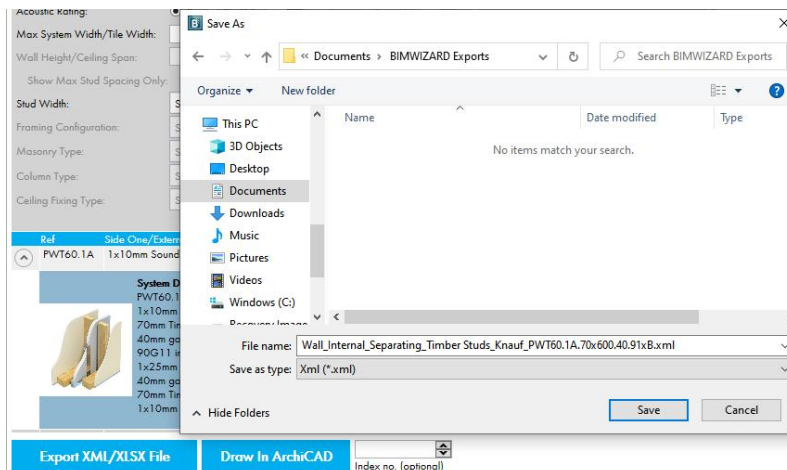 Acoustic Rating:
Max System Width/Tile Width:
Wall Height/Ceiling Span:
Show Max Stud Spacing Only:
Stud Width:
Framing Configuration:
Masonry Type:
Column Type:
Ceiling Fixing Type:
Ref Side One/Extern
PWT60.1A 1x10mm Sound
System D
PWT60.1
1x10mm
70mm Tim
40mm ga
90G11 in
1x25mm
40mm ga
70mm Tim
1x10mm
Export XML/XLSX File Draw In ArchiCAD
Index no. (optional)
Save As
« Documents › BIMWIZARD Exports
Search BIMWIZARD Exports
Organize New folder
This PC
3D Objects
Desktop
Documents
Downloads
Music
Pictures
Videos
Windows (C:)
Recovery Image
Name Date modified Type
No items match your search.
File name: Wall_Internal_Separating_Timber Studs_Knauf_PWT60.1A.70x600.40.91xB.xml
Save as type: Xml (*.xml)
Hide Folders Save Cancel